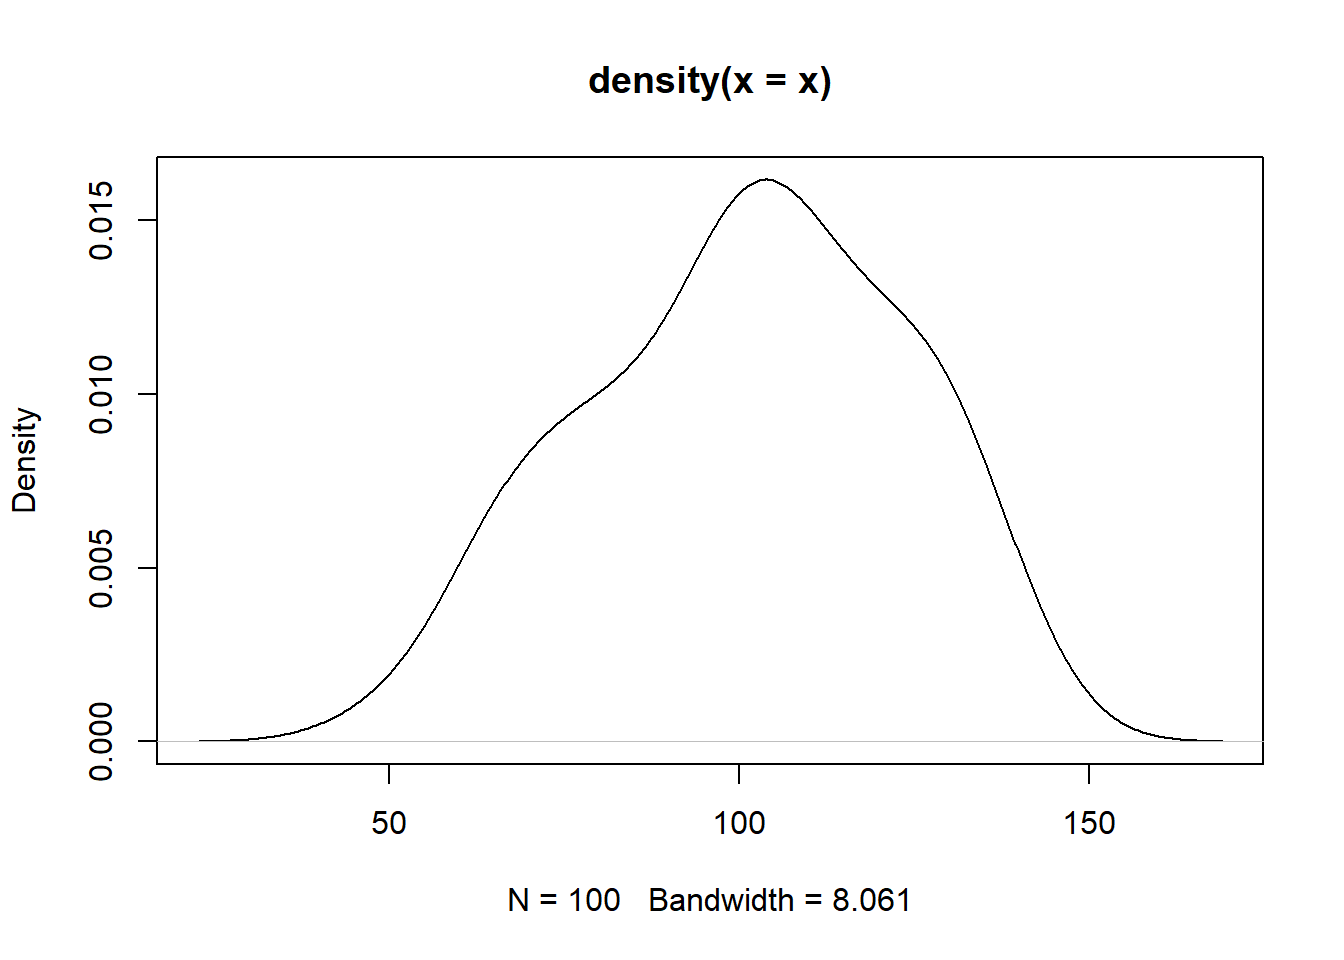 density(x = x)
Density
0.015
0.010
0.005
0.000
50 100 150
N = 100 Bandwidth = 8.061